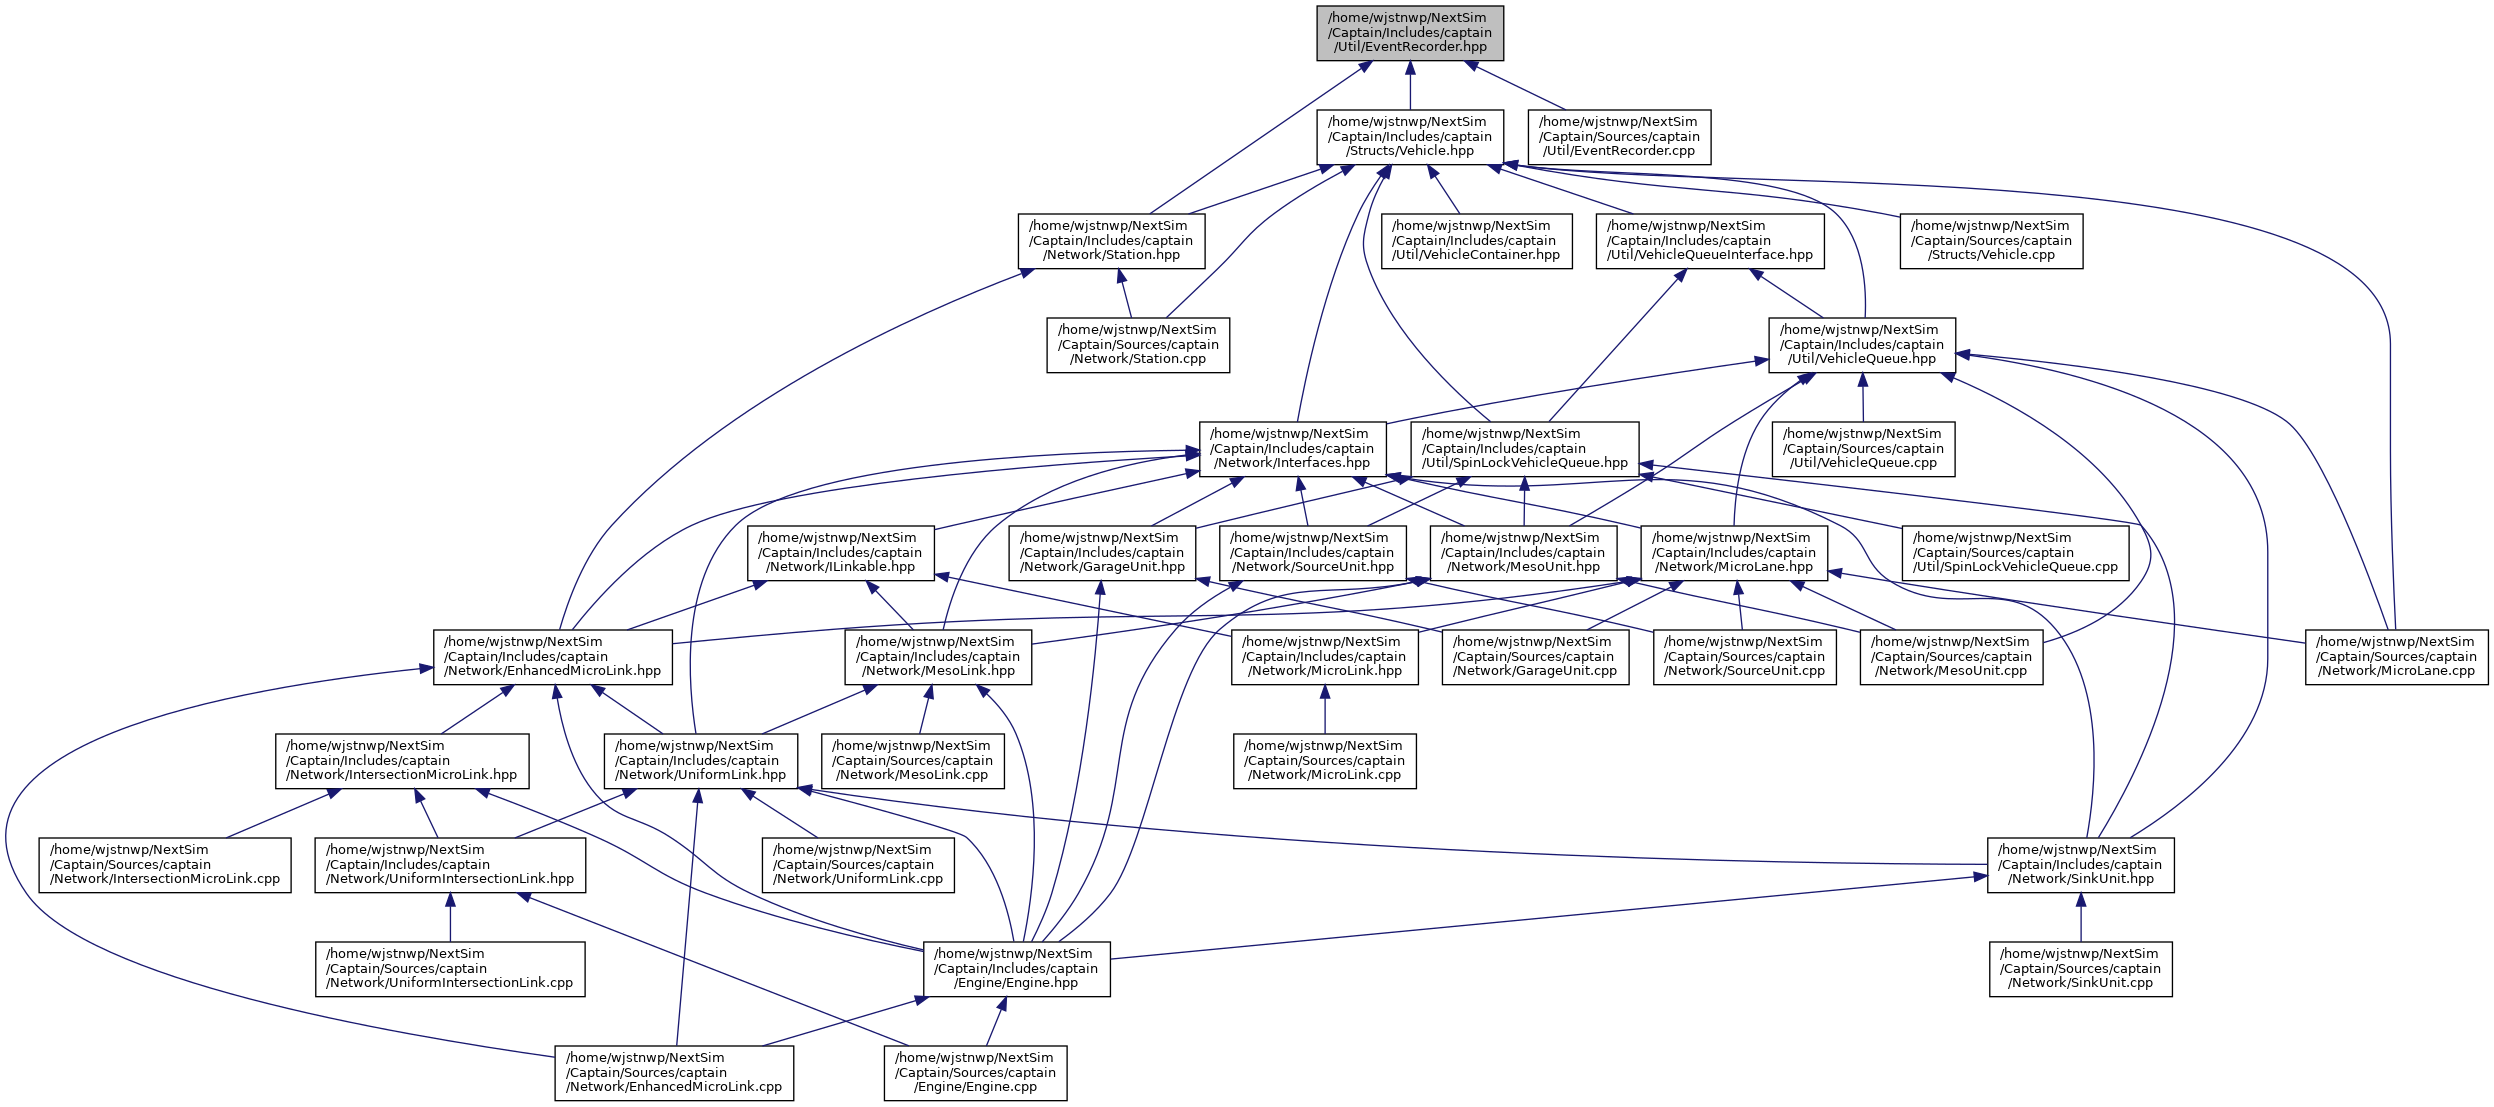 /home/wjstnwp/NextSim
/Captain/Includes/captain
/Util/EventRecorder.hpp
/home/wjstnwp/NextSim
/Captain/Includes/captain
/Structs/Vehicle.hpp
/home/wjstnwp/NextSim
/Captain/Sources/captain
/Util/EventRecorder.cpp
/home/wjstnwp/NextSim
/Captain/Includes/captain
/Network/Station.hpp
/home/wjstnwp/NextSim
/Captain/Includes/captain
/Util/VehicleContainer.hpp
/home/wjstnwp/NextSim
/Captain/Includes/captain
/Util/VehicleQueueInterface.hpp
/home/wjstnwp/NextSim
/Captain/Sources/captain
/Structs/Vehicle.cpp
/home/wjstnwp/NextSim
/Captain/Sources/captain
/Network/Station.cpp
/home/wjstnwp/NextSim
/Captain/Includes/captain
/Util/VehicleQueue.hpp
/home/wjstnwp/NextSim
/Captain/Includes/captain
/Network/Interfaces.hpp
/home/wjstnwp/NextSim
/Captain/Includes/captain
/Util/SpinLockVehicleQueue.hpp
/home/wjstnwp/NextSim
/Captain/Sources/captain
/Util/VehicleQueue.cpp
/home/wjstnwp/NextSim
/Captain/Includes/captain
/Network/ILinkable.hpp
/home/wjstnwp/NextSim
/Captain/Includes/captain
/Network/GarageUnit.hpp
/home/wjstnwp/NextSim
/Captain/Includes/captain
/Network/SourceUnit.hpp
/home/wjstnwp/NextSim
/Captain/Includes/captain
/Network/MesoUnit.hpp
/home/wjstnwp/NextSim
/Captain/Includes/captain
/Network/MicroLane.hpp
/home/wjstnwp/NextSim
/Captain/Sources/captain
/Util/SpinLockVehicleQueue.cpp
/home/wjstnwp/NextSim
/Captain/Includes/captain
/Network/EnhancedMicroLink.hpp
/home/wjstnwp/NextSim
/Captain/Includes/captain
/Network/MesoLink.hpp
/home/wjstnwp/NextSim
/Captain/Includes/captain
/Network/MicroLink.hpp
/home/wjstnwp/NextSim
/Captain/Sources/captain
/Network/GarageUnit.cpp
/home/wjstnwp/NextSim
/Captain/Sources/captain
/Network/SourceUnit.cpp
/home/wjstnwp/NextSim
/Captain/Sources/captain
/Network/MesoUnit.cpp
/home/wjstnwp/NextSim
/Captain/Sources/captain
/Network/MicroLane.cpp
/home/wjstnwp/NextSim
/Captain/Includes/captain
/Network/IntersectionMicroLink.hpp
/home/wjstnwp/NextSim
/Captain/Includes/captain
/Network/UniformLink.hpp
/home/wjstnwp/NextSim
/Captain/Sources/captain
/Network/MesoLink.cpp
/home/wjstnwp/NextSim
/Captain/Sources/captain
/Network/MicroLink.cpp
/home/wjstnwp/NextSim
/Captain/Sources/captain
/Network/IntersectionMicroLink.cpp
/home/wjstnwp/NextSim
/Captain/Includes/captain
/Network/UniformIntersectionLink.hpp
/home/wjstnwp/NextSim
/Captain/Sources/captain
/Network/UniformLink.cpp
/home/wjstnwp/NextSim
/Captain/Includes/captain
/Network/SinkUnit.hpp
/home/wjstnwp/NextSim
/Captain/Sources/captain
/Network/UniformIntersectionLink.cpp
/home/wjstnwp/NextSim
/Captain/Includes/captain
/Engine/Engine.hpp
/home/wjstnwp/NextSim
/Captain/Sources/captain
/Network/SinkUnit.cpp
/home/wjstnwp/NextSim
/Captain/Sources/captain
/Network/EnhancedMicroLink.cpp
/home/wjstnwp/NextSim
/Captain/Sources/captain
/Engine/Engine.cpp